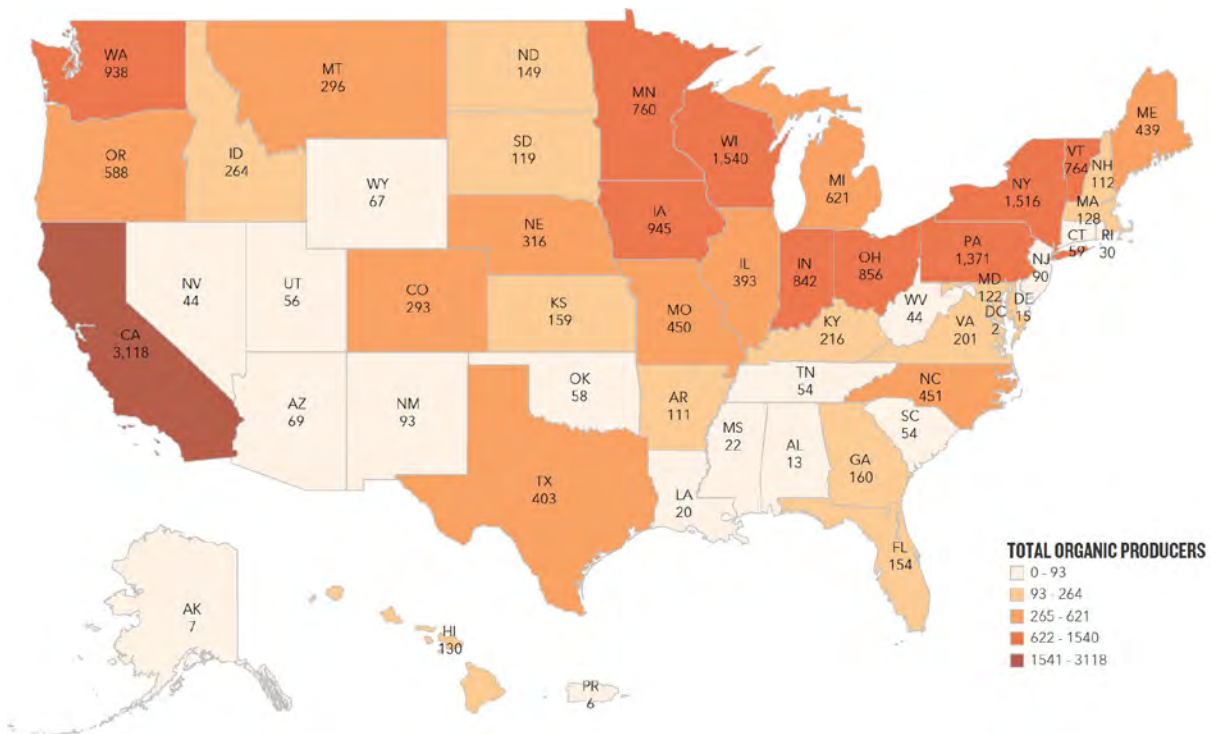 WA
938
MT
296
ND
149
MN
760
ME
439
OR
588
ID
264
SD
119
WI
1,540
VT
764
NH
112
WY
67
MI
621
NY
1,516
MA
128
CT
59
RI
30
NE
316
IA
945
PA
1,371
NJ
90
NV
44
UT
56
CO
293
IL
393
IN
842
OH
856
MD
122
DE
15
DC
2
WV
44
VA
201
CA
3,118
KS
159
MO
450
KY
216
TN
54
NC
451
AZ
69
NM
93
OK
58
AR
111
SC
54
MS
22
AL
13
GA
160
TX
403
LA
20
FL
154
AK
7
HI
130
PR
6
TOTAL ORGANIC PRODUCERS
0 - 93
93 - 264
265 - 621
622 - 1540
1541 - 3118